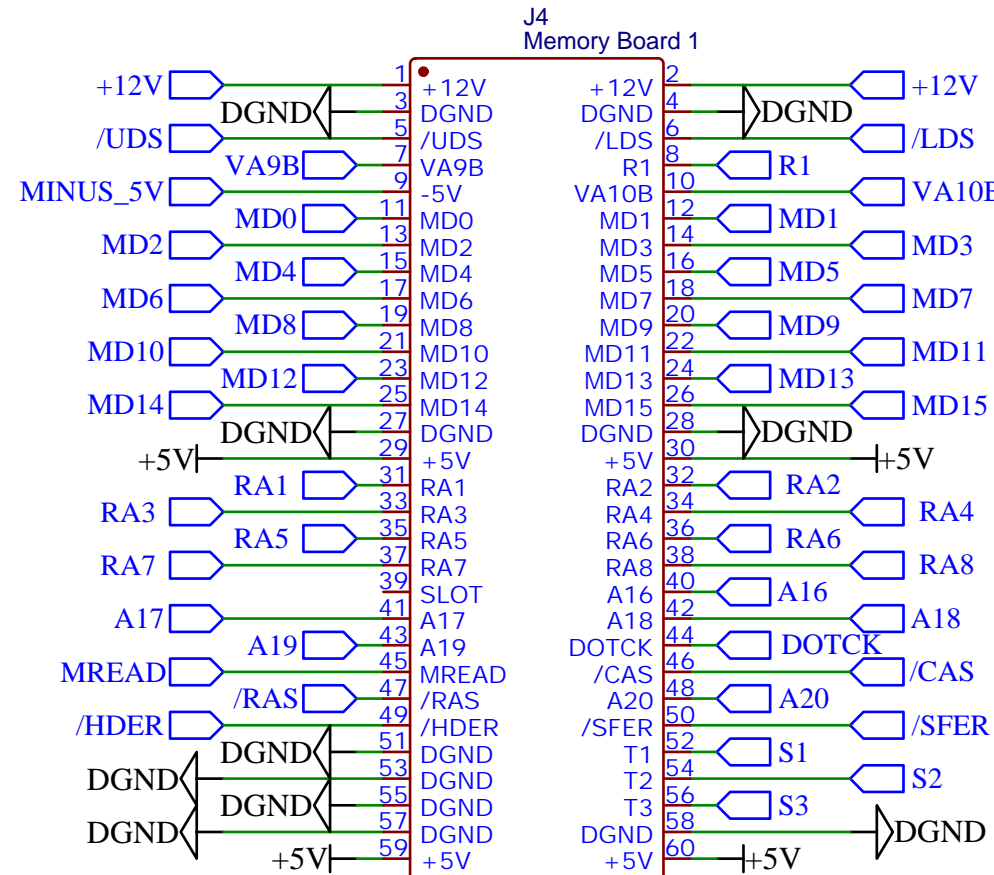 J4
Memory Board 1
+12V 1 +12V +12V 2 +12V
DGND 3 DGND DGND 4 DGND
/UDS 5 /UDS /LDS 6 /LDS
VA9B 7 VA9B R1 8 R1
MINUS_5V 9 -5V VA10B 10 VA10B
MD0 11 MD0 MD1 12 MD1
MD2 13 MD2 MD3 14 MD3
MD4 15 MD4 MD5 16 MD5
MD6 17 MD6 MD7 18 MD7
MD8 19 MD8 MD9 20 MD9
MD10 21 MD10 MD11 22 MD11
MD12 23 MD12 MD13 24 MD13
MD14 25 MD14 MD15 26 MD15
DGND 27 DGND DGND 28 DGND
+5V 29 +5V +5V 30 +5V
RA1 31 RA1 RA2 32 RA2
RA3 33 RA3 RA4 34 RA4
RA5 35 RA5 RA6 36 RA6
RA7 37 RA7 RA8 38 RA8
39 SLOT A16 40 A16
A17 41 A17 A18 42 A18
A19 43 A19 DOTCK 44 DOTCK
MREAD 45 MREAD /CAS 46 /CAS
/RAS 47 /RAS A20 48 A20
/HDER 49 /HDER /SFER 50 /SFER
DGND 51 DGND T1 52 S1
DGND 53 DGND T2 54 S2
DGND 55 DGND T3 56 S3
DGND 57 DGND DGND 58 DGND
+5V 59 +5V +5V 60 +5V